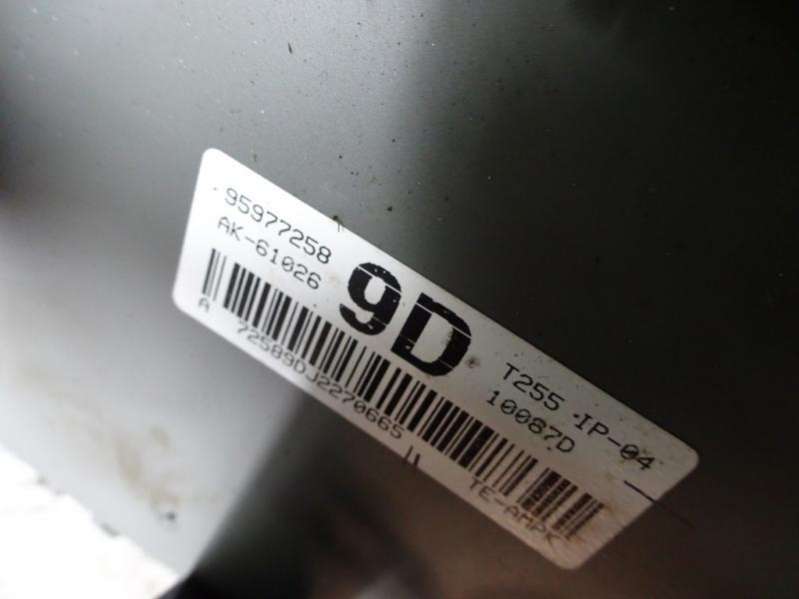 95977258
AK-61026
9D
T255 IP-04
10087D
A 72589DJ2270665 TE-AMPK